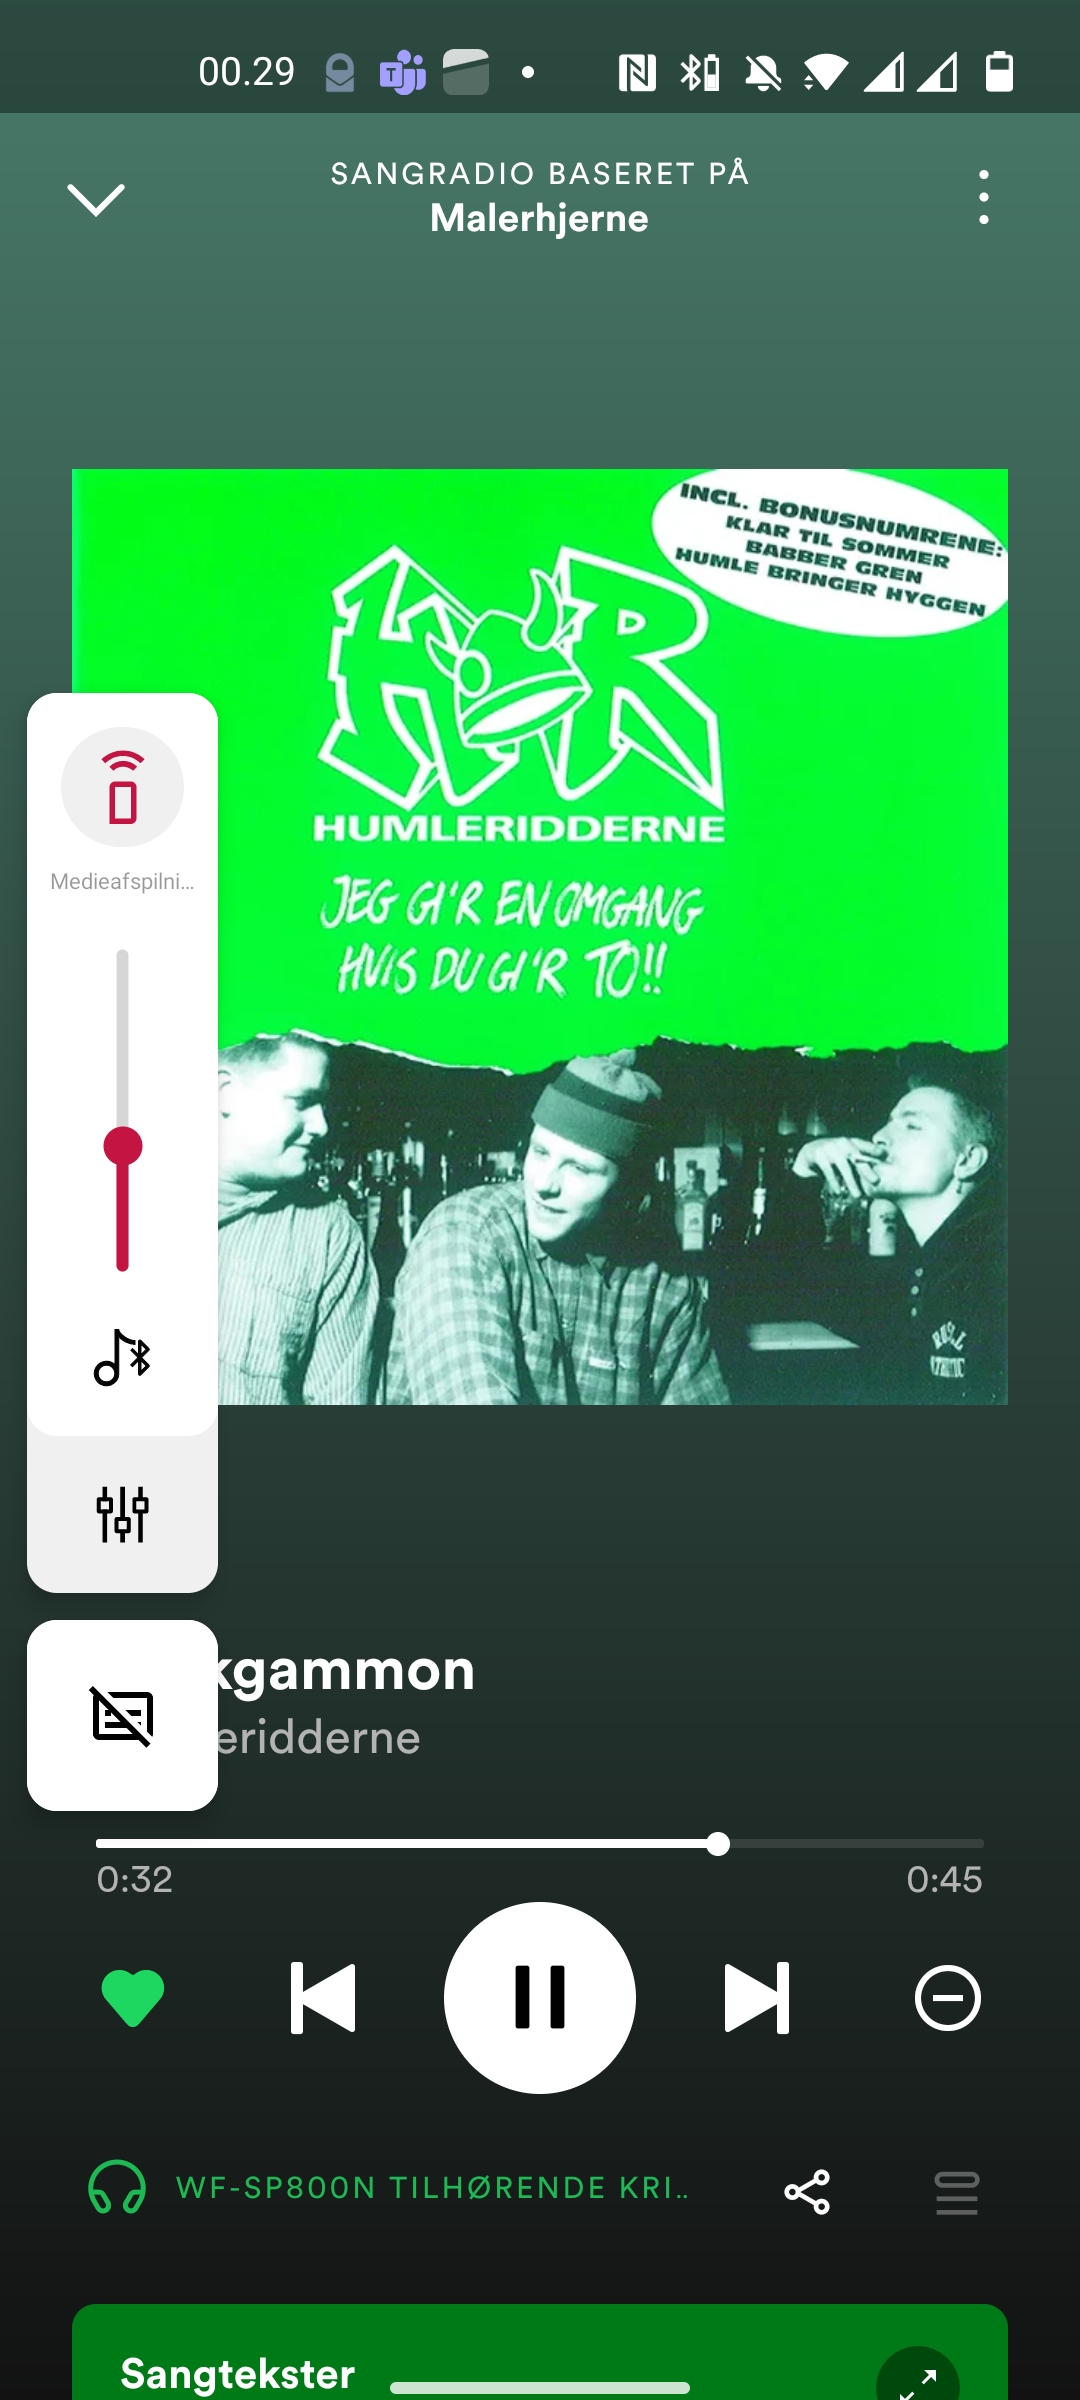 00.29
SANGRADIO BASERET PÅ
Malerhjerne
INCL. BONUSNUMRENE:
KLAR TIL SOMMER
BABBER GREN
HUMLE BRINGER HYGGEN
HR
HUMLERIDDERNE
JEG GI'R EN OMGANG
HVIS DU GI'R TO!!
Medieafspilni...
kgammon
eridderne
0:32
0:45
WF-SP800N TILHØRENDE KRI..
Sangtekster